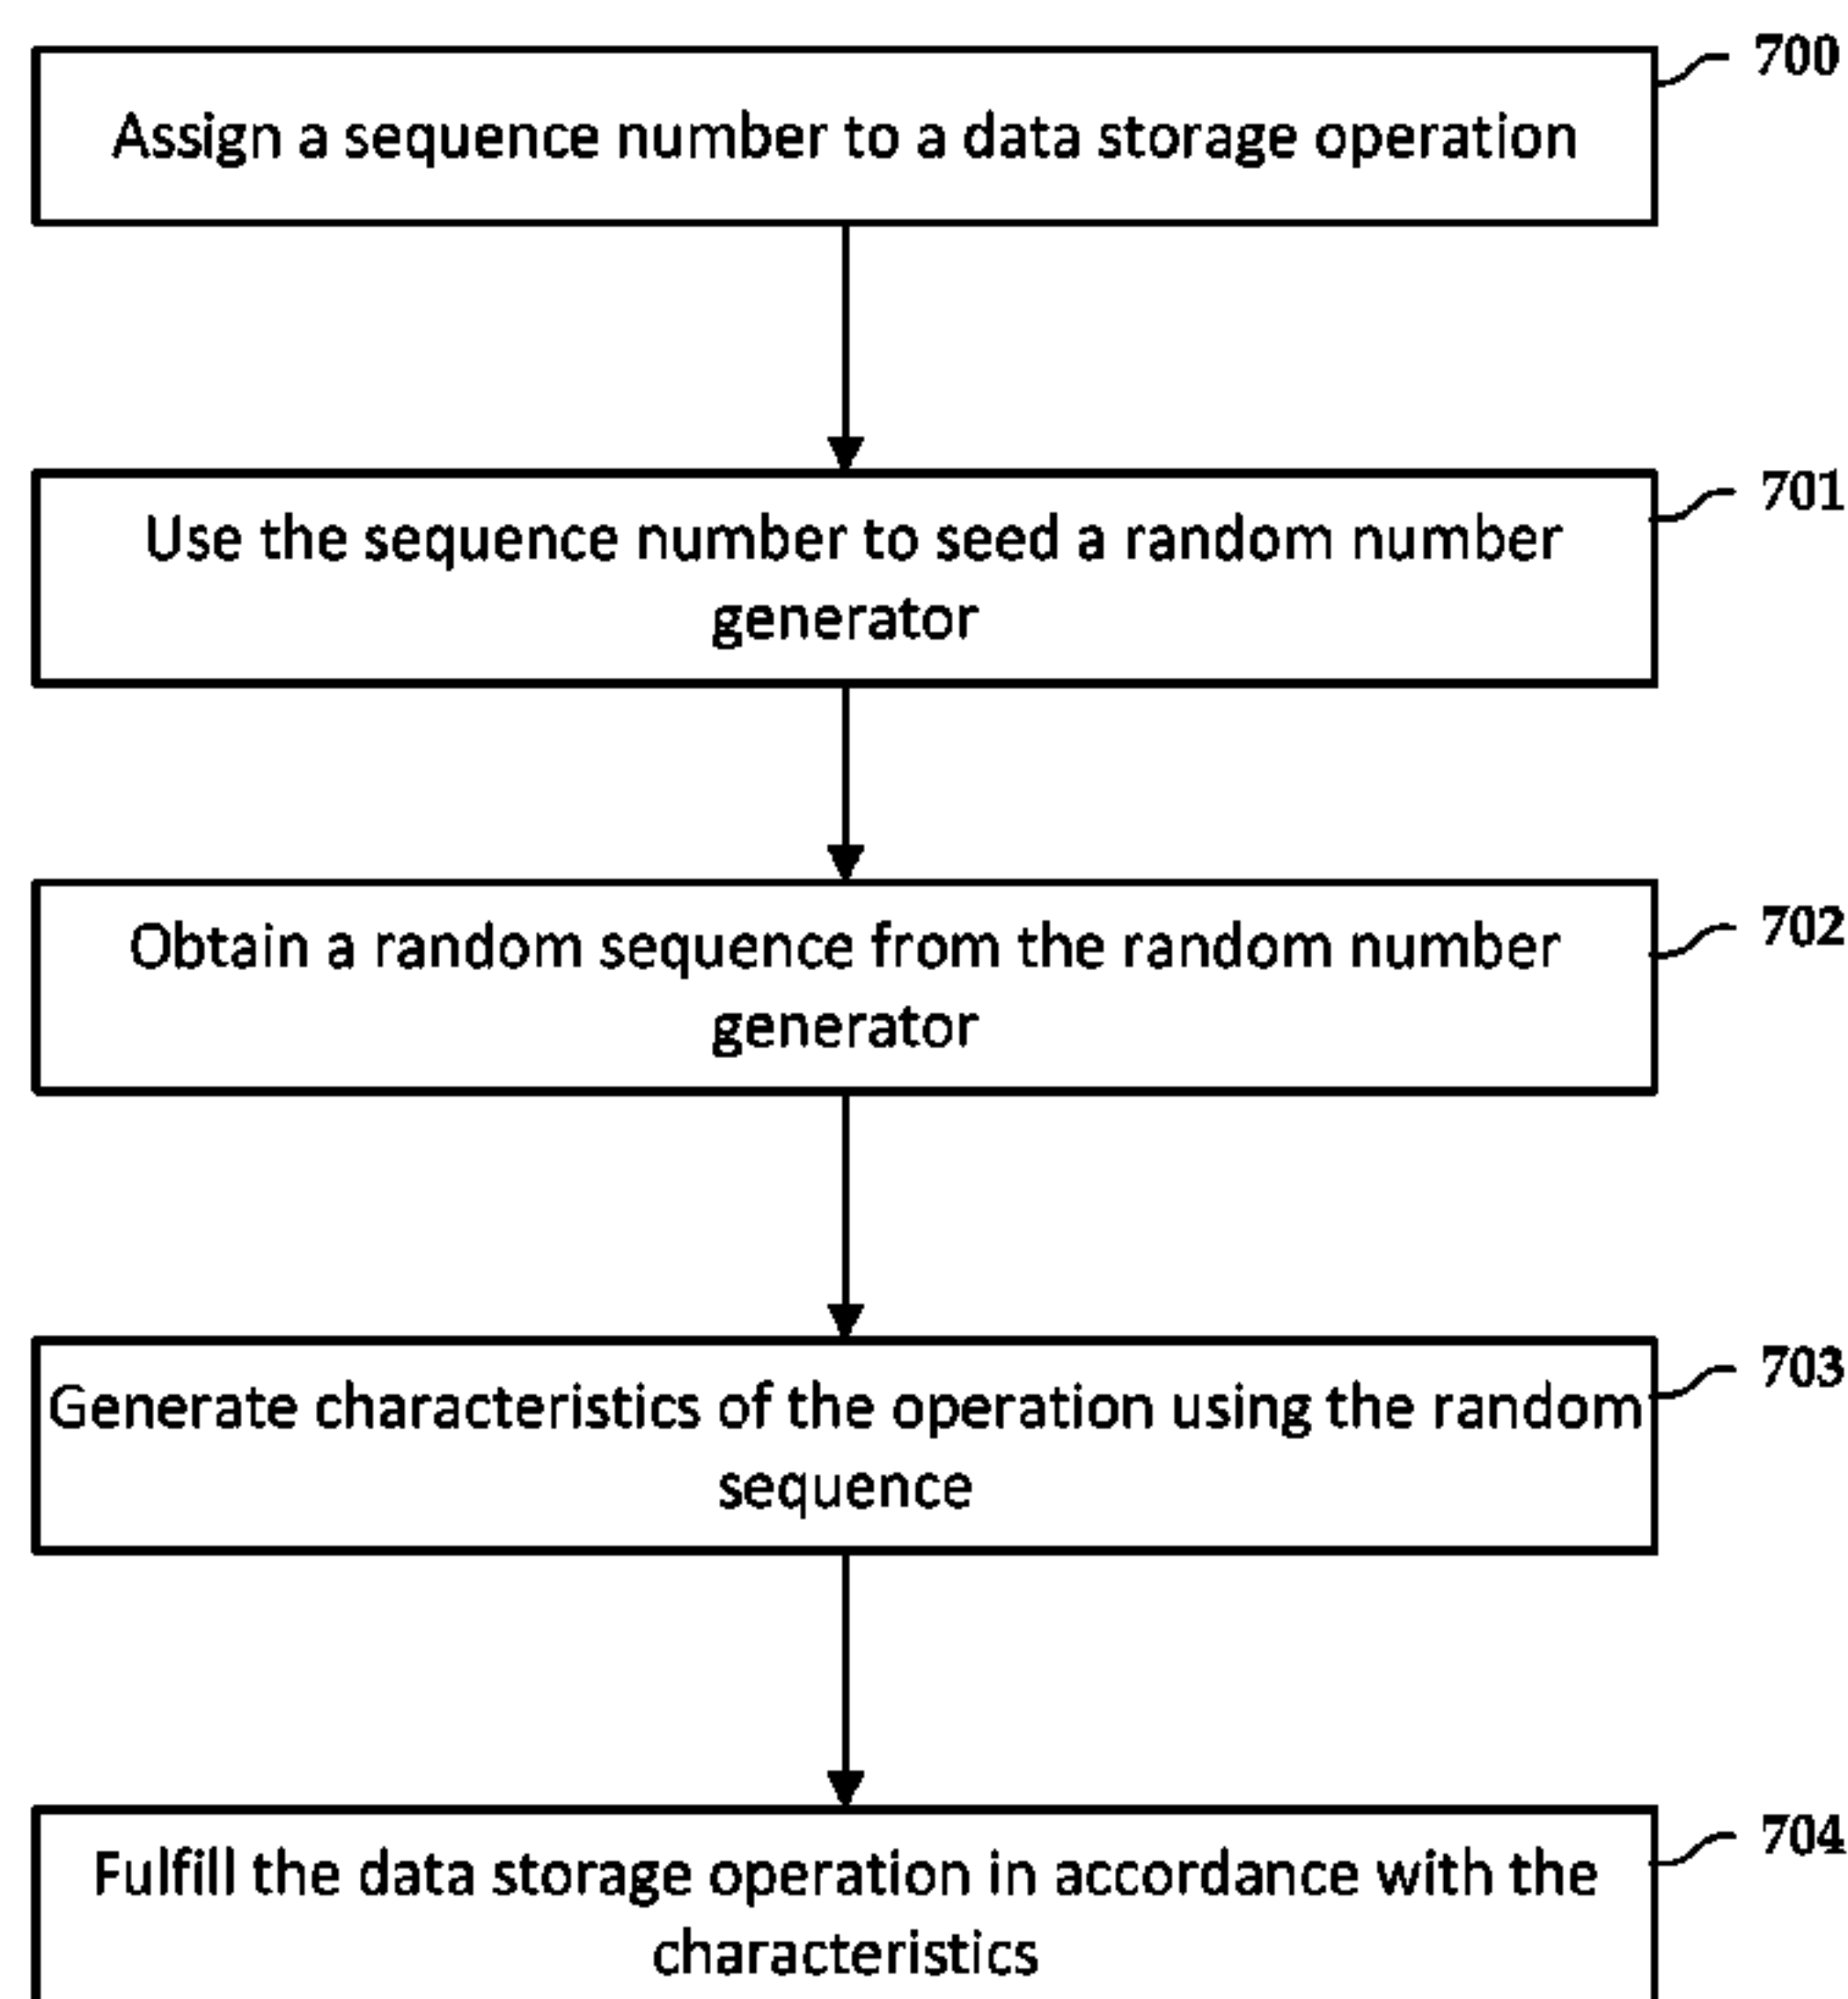 700
Assign a sequence number to a data storage operation
701
Use the sequence number to seed a random number
generator
702
Obtain a random sequence from the random number
generator
703
Generate characteristics of the operation using the random
sequence
704
Fulfill the data storage operation in accordance with the
characteristics